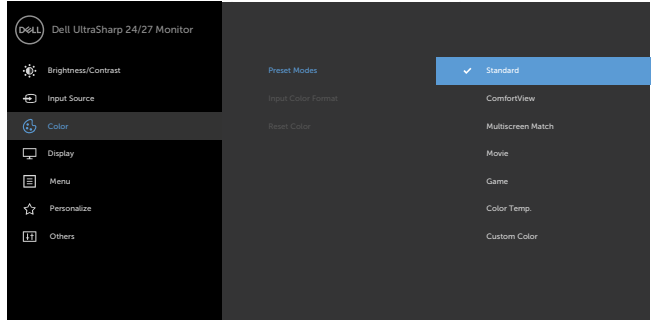 DELL Dell UltraSharp 24/27 Monitor
Brightness/Contrast Preset Modes Standard
Input Source Input Color Format ComfortView
Color Reset Color Multiscreen Match
Display Movie
Menu Game
Personalize Color Temp.
Others Custom Color